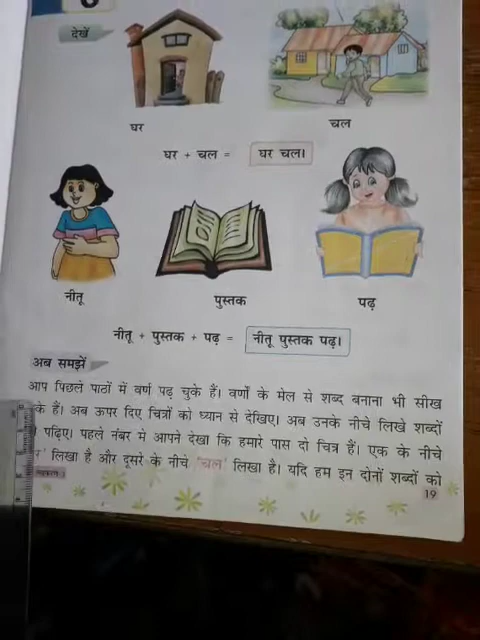 देखें
घर
चल
घर + चल =
घर चल।
नीतू
पुस्तक
पढ़
नीतू + पुस्तक + पढ़ =
नीतू पुस्तक पढ़।
अब समझें
आप पिछले पाठों में वर्ण पढ़ चुके हैं। वर्णों के मेल से शब्द बनाना भी सीख
के हैं। अब ऊपर दिए चित्रों को ध्यान से देखिए। अब उनके नीचे लिखे शब्दों
पढ़िए। पहले नंबर मे आपने देखा कि हमारे पास दो चित्र हैं। एक के नीचे
लिखा है और दूसरे के नीचे 'चल' लिखा है। यदि हम इन दोनों शब्दों को
19